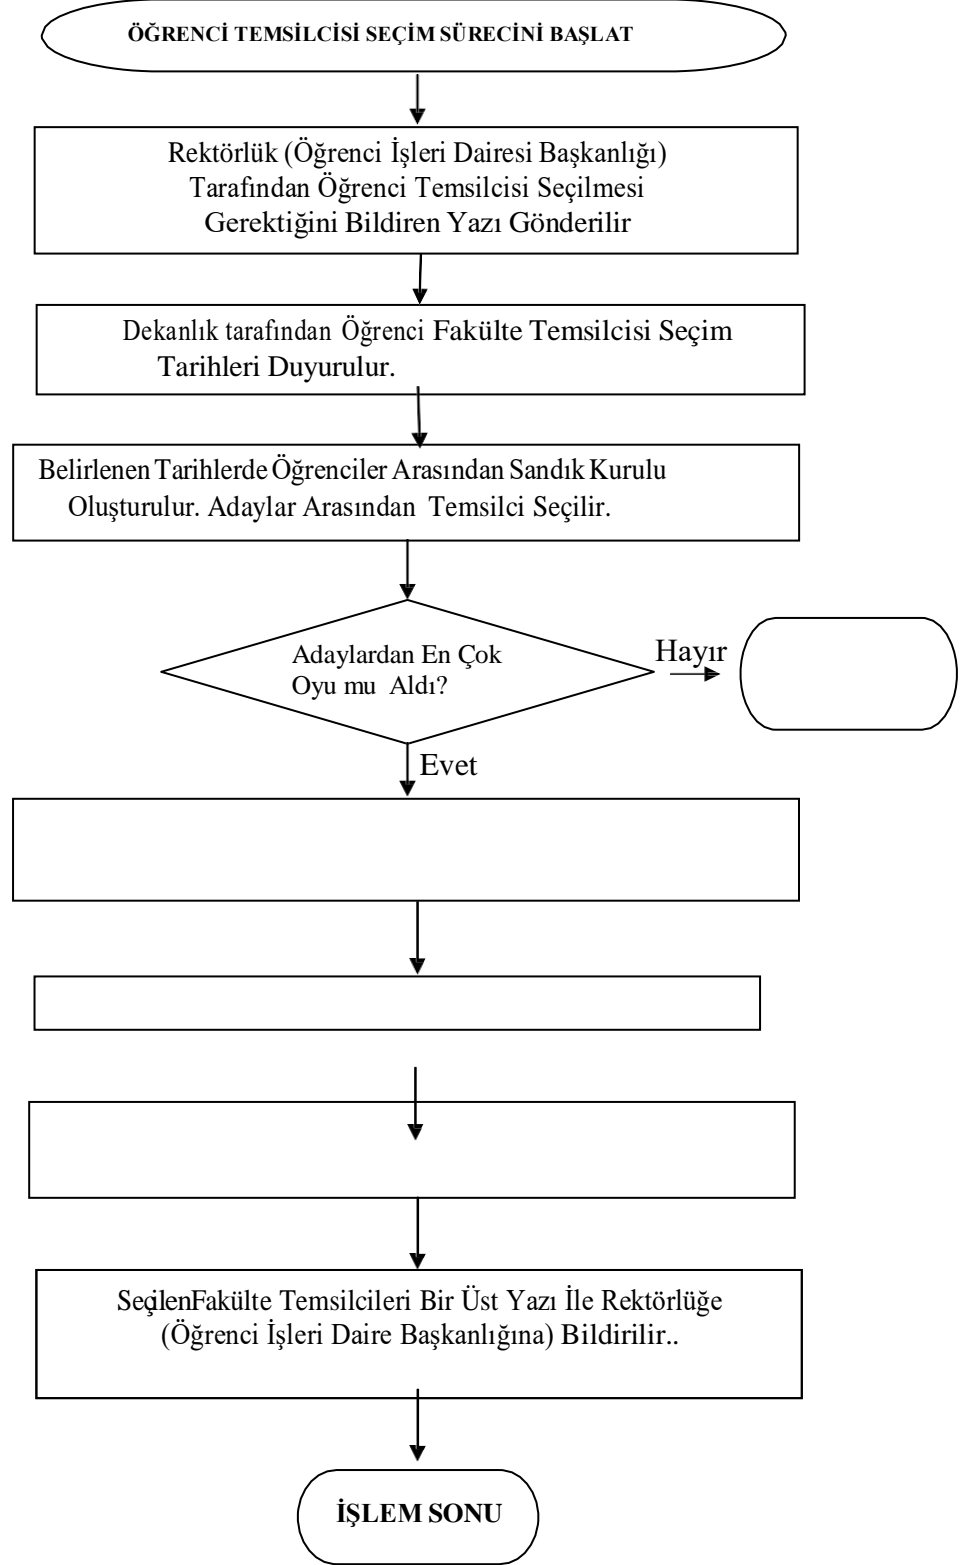 ÖĞRENCİ TEMSİLCİSİ SEÇİM SÜRECİNİ BAŞLAT
Rektörlük (Öğrenci İşleri Dairesi Başkanlığı)
Tarafından Öğrenci Temsilcisi Seçilmesi
Gerektiğini Bildiren Yazı Gönderilir
Dekanlık tarafından Öğrenci Fakülte Temsilcisi Seçim
Tarihleri Duyurulur.
Belirlenen Tarihlerde Öğrenciler Arasından Sandık Kurulu
Oluşturulur. Adaylar Arasından Temsilci Seçilir.
Adaylardan En Çok
Oyu mu Aldı?
Hayır
Evet
Seçilen Fakülte Temsilcileri Bir Üst Yazı İle Rektörlüğe
(Öğrenci İşleri Daire Başkanlığına) Bildirilir..
İŞLEM SONU